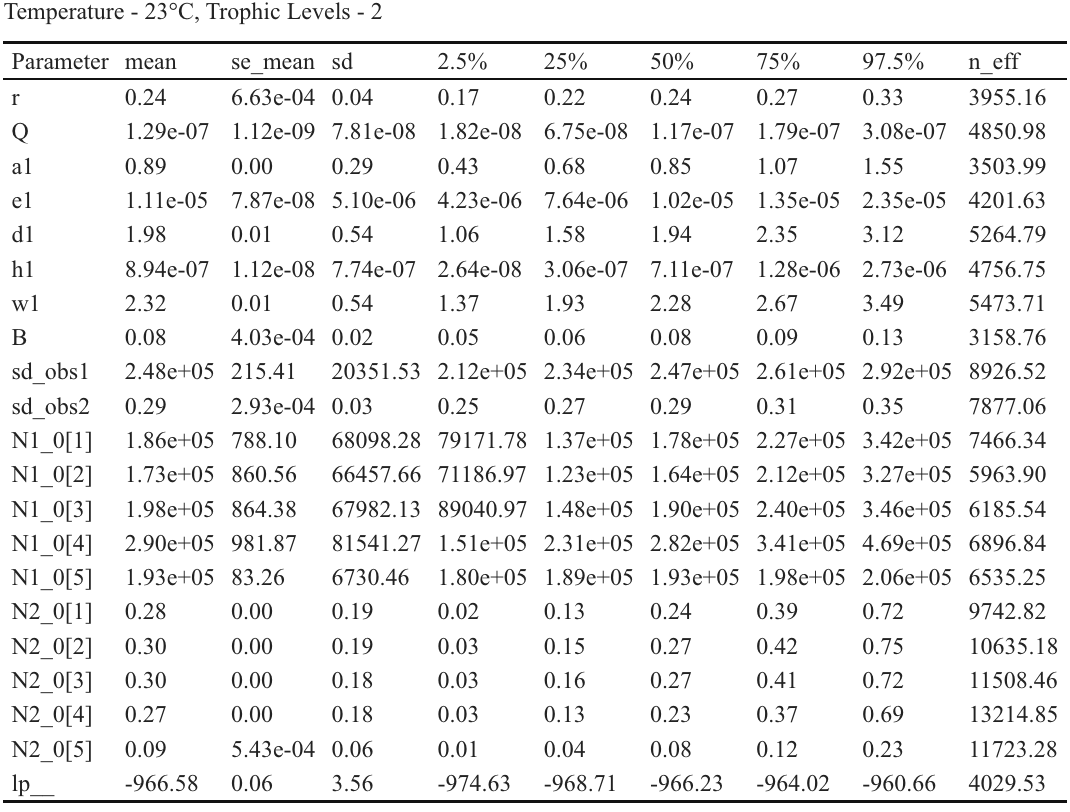 Temperature - 23°C, Trophic Levels - 2
Parameter mean se_mean sd 2.5% 25% 50% 75% 97.5% n_eff
r 0.24 6.63e-04 0.04 0.17 0.22 0.24 0.27 0.33 3955.16
Q 1.29e-07 1.12e-09 7.81e-08 1.82e-08 6.75e-08 1.17e-07 1.79e-07 3.08e-07 4850.98
a1 0.89 0.00 0.29 0.43 0.68 0.85 1.07 1.55 3503.99
e1 1.11e-05 7.87e-08 5.10e-06 4.23e-06 7.64e-06 1.02e-05 1.35e-05 2.35e-05 4201.63
d1 1.98 0.01 0.54 1.06 1.58 1.94 2.35 3.12 5264.79
h1 8.94e-07 1.12e-08 7.74e-07 2.64e-08 3.06e-07 7.11e-07 1.28e-06 2.73e-06 4756.75
w1 2.32 0.01 0.54 1.37 1.93 2.28 2.67 3.49 5473.71
B 0.08 4.03e-04 0.02 0.05 0.06 0.08 0.09 0.13 3158.76
sd_obs1 2.48e+05 215.41 20351.53 2.12e+05 2.34e+05 2.47e+05 2.61e+05 2.92e+05 8926.52
sd_obs2 0.29 2.93e-04 0.03 0.25 0.27 0.29 0.31 0.35 7877.06
N1_0[1] 1.86e+05 788.10 68098.28 79171.78 1.37e+05 1.78e+05 2.27e+05 3.42e+05 7466.34
N1_0[2] 1.73e+05 860.56 66457.66 71186.97 1.23e+05 1.64e+05 2.12e+05 3.27e+05 5963.90
N1_0[3] 1.98e+05 864.38 67982.13 89040.97 1.48e+05 1.90e+05 2.40e+05 3.46e+05 6185.54
N1_0[4] 2.90e+05 981.87 81541.27 1.51e+05 2.31e+05 2.82e+05 3.41e+05 4.69e+05 6896.84
N1_0[5] 1.93e+05 83.26 6730.46 1.80e+05 1.89e+05 1.93e+05 1.98e+05 2.06e+05 6535.25
N2_0[1] 0.28 0.00 0.19 0.02 0.13 0.24 0.39 0.72 9742.82
N2_0[2] 0.30 0.00 0.19 0.03 0.15 0.27 0.42 0.75 10635.18
N2_0[3] 0.30 0.00 0.18 0.03 0.16 0.27 0.41 0.72 11508.46
N2_0[4] 0.27 0.00 0.18 0.03 0.13 0.23 0.37 0.69 13214.85
N2_0[5] 0.09 5.43e-04 0.06 0.01 0.04 0.08 0.12 0.23 11723.28
lp__ -966.58 0.06 3.56 -974.63 -968.71 -966.23 -964.02 -960.66 4029.53